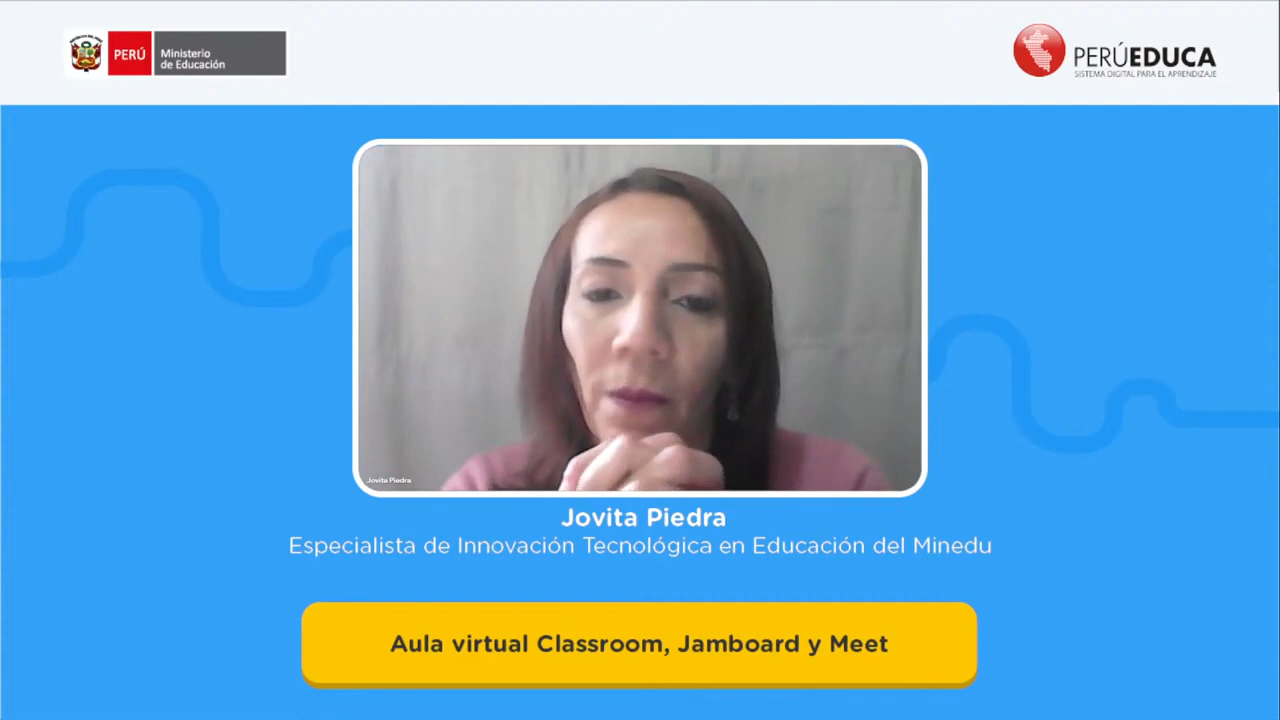 PERÚ
Ministerio
de Educación
PERÚEDUCA
SISTEMA DIGITAL PARA EL APRENDIZAJE
Jovita Piedra
Jovita Piedra
Especialista de Innovación Tecnológica en Educación del Minedu
Aula virtual Classroom, Jamboard y Meet